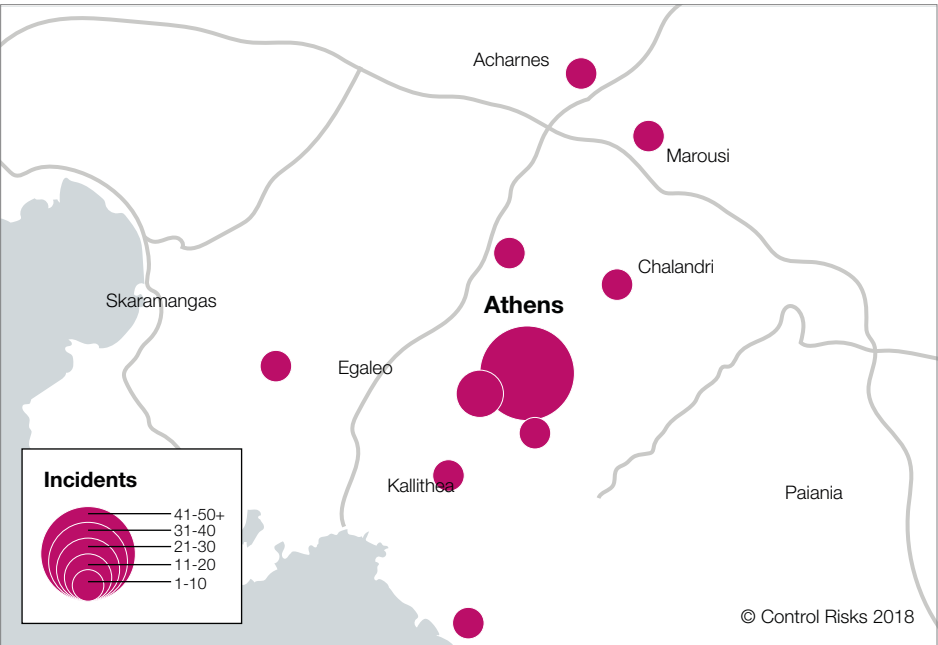 Acharnes
Marousi
Chalandri
Skaramangas
Athens
Egaleo
Kallithea
Paiania
Incidents
41-50+
31-40
21-30
11-20
1-10
© Control Risks 2018